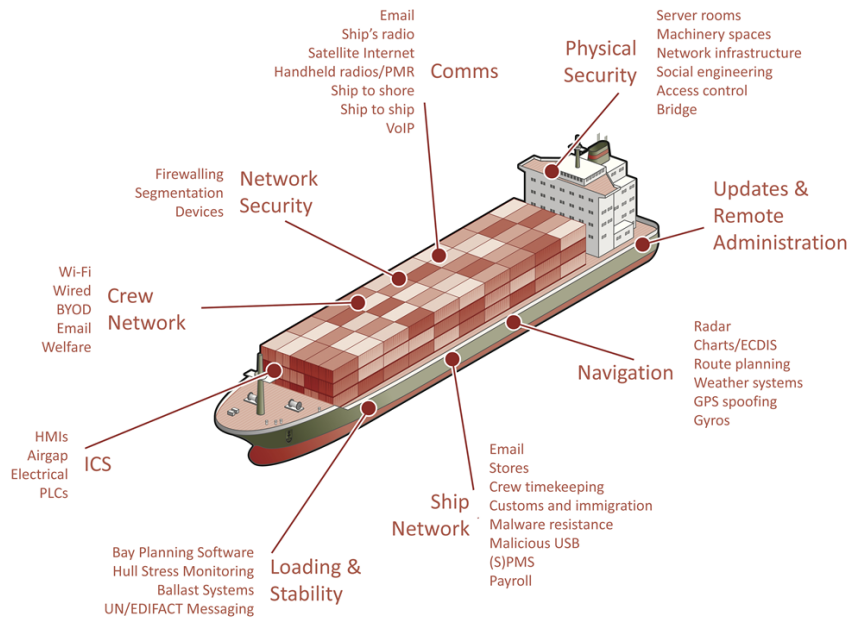 Email
Ship's radio
Satellite Internet
Handheld radios/PMR
Ship to shore
Ship to ship
VoIP
Comms
Physical
Security
Server rooms
Machinery spaces
Network infrastructure
Social engineering
Access control
Bridge
Firewalling
Segmentation
Devices
Network
Security
Updates &
Remote
Administration
Wi-Fi
Wired
BYOD
Email
Welfare
Crew
Network
Navigation
Radar
Charts/ECDIS
Route planning
Weather systems
GPS spoofing
Gyros
HMIs
Airgap
Electrical
PLCs
ICS
Ship
Network
Email
Stores
Crew timekeeping
Customs and immigration
Malware resistance
Malicious USB
(S)PMS
Payroll
Bay Planning Software
Hull Stress Monitoring
Ballast Systems
UN/EDIFACT Messaging
Loading &
Stability